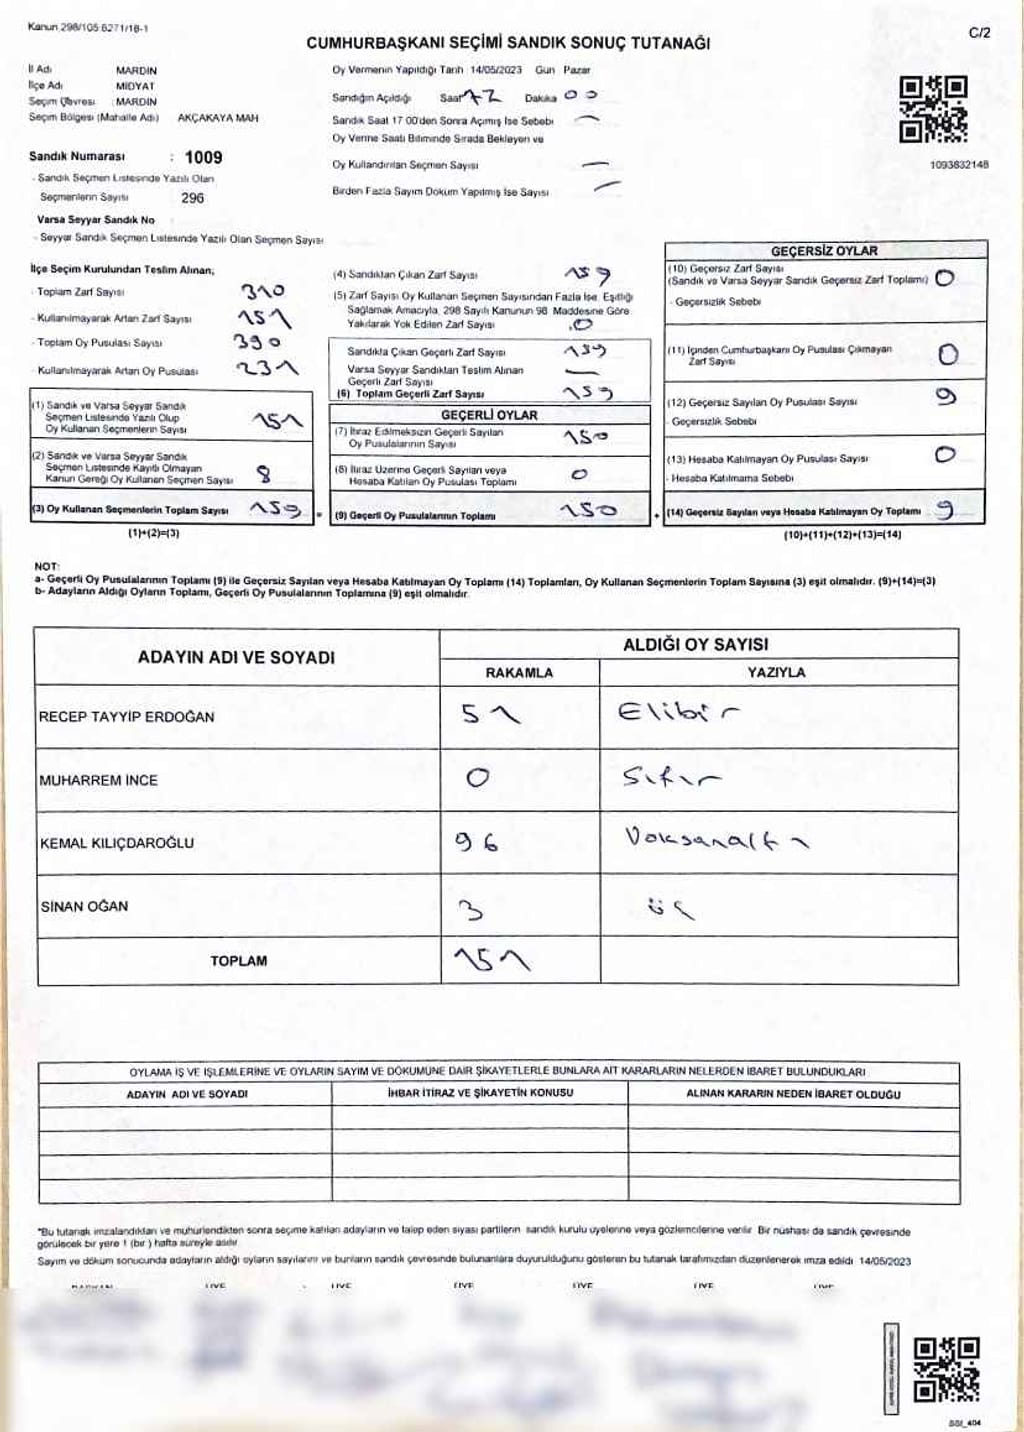 Kanun 298/105 6271/18-1
C/2
CUMHURBAŞKANI SEÇİMİ SANDIK SONUÇ TUTANAĞI
İl Adı MARDİN
İlçe Adı MİDYAT
Seçim Çevresi : MARDİN
Seçim Bölgesi (Mahalle Adı) AKÇAKAYA MAH
Sandık Numarası : 1009
- Sandık Seçmen Listesinde Yazılı Olan
Seçmenlerin Sayısı 296
Varsa Seyyar Sandık No
- Seyyar Sandık Seçmen Listesinde Yazılı Olan Seçmen Sayısı
Oy Vermenin Yapıldığı Tarih 14/05/2023 Gün Pazar
Sandığın Açıldığı Saat 17 Dakika 00
Sandık Saat 17 00'den Sonra Açımış İse Sebebi —
Oy Verme Saati Bitiminde Sırada Bekleyen ve
Oy Kullandırılan Seçmen Sayısı —
Birden Fazla Sayım Döküm Yapılmış İse Sayısı —
1093832148
İlçe Seçim Kurulundan Teslim Alınan;
- Toplam Zarf Sayısı 310
- Kullanılmayarak Artan Zarf Sayısı 151
- Toplam Oy Pusulası Sayısı 390
- Kullanılmayarak Artan Oy Pusulası 231
(1) Sandık ve Varsa Seyyar Sandık
Seçmen Listesinde Yazılı Olup
Oy Kullanan Seçmenlerin Sayısı 151
(2) Sandık ve Varsa Seyyar Sandık
Seçmen Listesinde Kayıtlı Olmayan
Kanun Gereği Oy Kullanan Seçmen Sayısı 8
(3) Oy Kullanan Seçmenlerin Toplam Sayısı 159 =
(1)+(2)=(3)
(4) Sandıktan Çıkan Zarf Sayısı 159
(5) Zarf Sayısı Oy Kullanan Seçmen Sayısından Fazla İse, Eşitliği
Sağlamak Amacıyla, 298 Sayılı Kanunun 98 Maddesine Göre
Yakılarak Yok Edilen Zarf Sayısı 0
Sandıkta Çıkan Geçerli Zarf Sayısı 159
Varsa Seyyar Sandıktan Teslim Alınan
Geçerli Zarf Sayısı —
(6) Toplam Geçerli Zarf Sayısı 159
GEÇERLİ OYLAR
(7) İtiraz Edilmeksizin Geçerli Sayılan
Oy Pusulalarının Sayısı 150
(8) İtiraz Üzerine Geçerli Sayılan veya
Hesaba Katılan Oy Pusulası Toplamı 0
(9) Geçerli Oy Pusulalarının Toplamı 150 +
GEÇERSİZ OYLAR
(10) Geçersiz Zarf Sayısı
(Sandık ve Varsa Seyyar Sandık Geçersiz Zarf Toplamı) 0
- Geçersizlik Sebebi
(11) İçinden Cumhurbaşkanı Oy Pusulası Çıkmayan
Zarf Sayısı 0
(12) Geçersiz Sayılan Oy Pusulası Sayısı 9
- Geçersizlik Sebebi
(13) Hesaba Katılmayan Oy Pusulası Sayısı 0
- Hesaba Katılmama Sebebi
(14) Geçersiz Sayılan veya Hesaba Katılmayan Oy Toplamı 9
(10)+(11)+(12)+(13)=(14)
NOT:
a- Geçerli Oy Pusulalarının Toplamı (9) ile Geçersiz Sayılan veya Hesaba Katılmayan Oy Toplamı (14) Toplamları, Oy Kullanan Seçmenlerin Toplam Sayısına (3) eşit olmalıdır. (9)+(14)=(3)
b- Adayların Aldığı Oyların Toplamı, Geçerli Oy Pusulalarının Toplamına (9) eşit olmalıdır.
ADAYIN ADI VE SOYADI
ALDIĞI OY SAYISI
RAKAMLA YAZIYLA
RECEP TAYYİP ERDOĞAN 51 Elibir
MUHARREM İNCE 0 Sıfır
KEMAL KILIÇDAROĞLU 96 Doksanaltı
SİNAN OĞAN 3 üç
TOPLAM 151
OYLAMA İŞ VE İŞLEMLERİNE VE OYLARIN SAYIM VE DÖKÜMÜNE DAİR ŞİKAYETLERLE BUNLARA AİT KARARLARIN NELERDEN İBARET BULUNDUKLARI
ADAYIN ADI VE SOYADI İHBAR İTİRAZ VE ŞİKAYETİN KONUSU ALINAN KARARIN NEDEN İBARET OLDUĞU
*Bu tutanak imzalandıktan ve mühürlendikten sonra seçime katılan adayların ve talep eden siyasi partilerin sandık kurulu üyelerine veya gözlemcilerine verilir. Bir nüshası da sandık çevresinde
görülecek bir yere 1 (bir) hafta süreyle asılır
Sayım ve döküm sonucunda adayların aldığı oyların sayılarını ve bunların sandık çevresinde bulunanlara duyurulduğunu gösteren bu tutanak tarafımızdan düzenlenerek imza edildi 14/05/2023
BAŞKAN ÜYE ÜYE ÜYE ÜYE ÜYE ÜYE
SSI_404